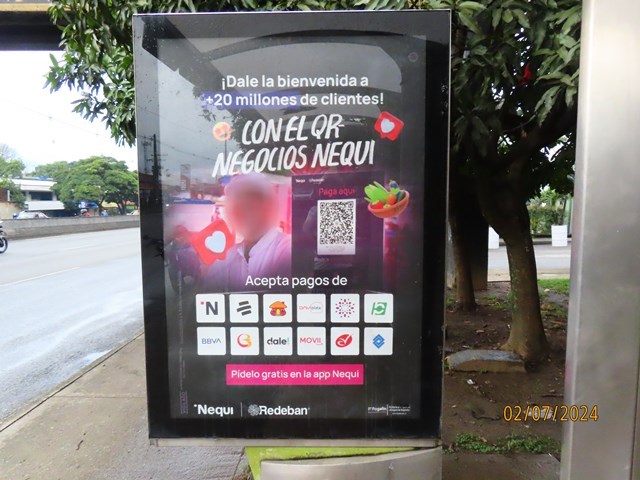 ¡Dale la bienvenida a
+20 millones de clientes!
CON EL QR
NEGOCIOS NEQUI
Paga aquí
Acepta pagos de
N
BBVA
dale!
MOVII
Pídelo gratis en la app Nequi
Nequi
Redeban
02/07/2024